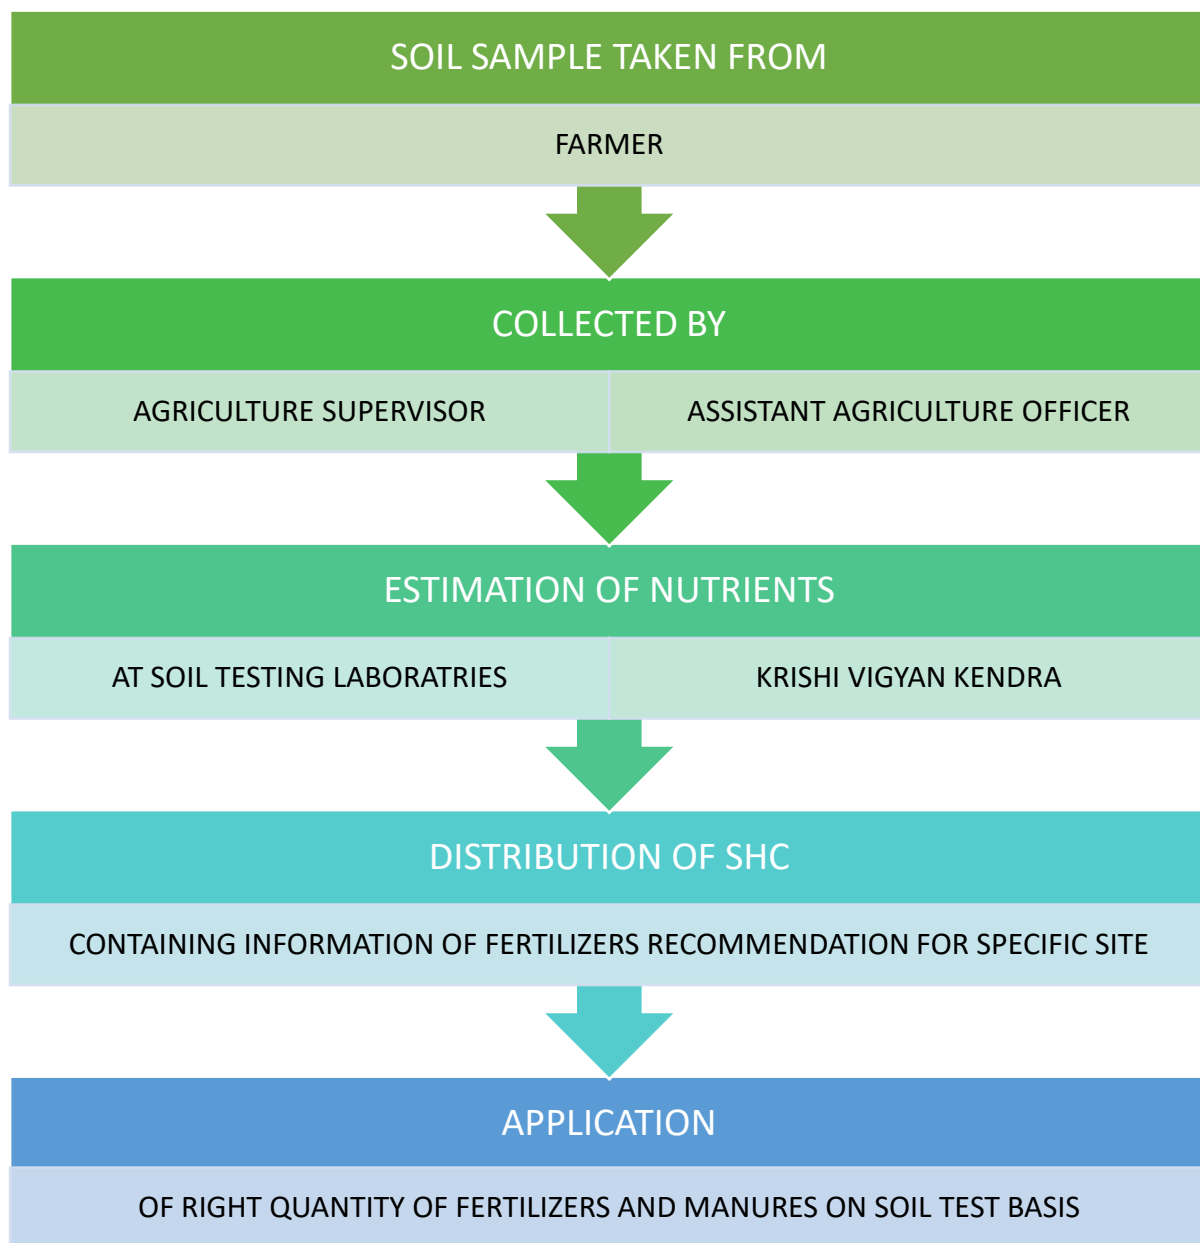 SOIL SAMPLE TAKEN FROM
FARMER
COLLECTED BY
AGRICULTURE SUPERVISOR
ASSISTANT AGRICULTURE OFFICER
ESTIMATION OF NUTRIENTS
AT SOIL TESTING LABORATRIES
KRISHI VIGYAN KENDRA
DISTRIBUTION OF SHC
CONTAINING INFORMATION OF FERTILIZERS RECOMMENDATION FOR SPECIFIC SITE
APPLICATION
OF RIGHT QUANTITY OF FERTILIZERS AND MANURES ON SOIL TEST BASIS